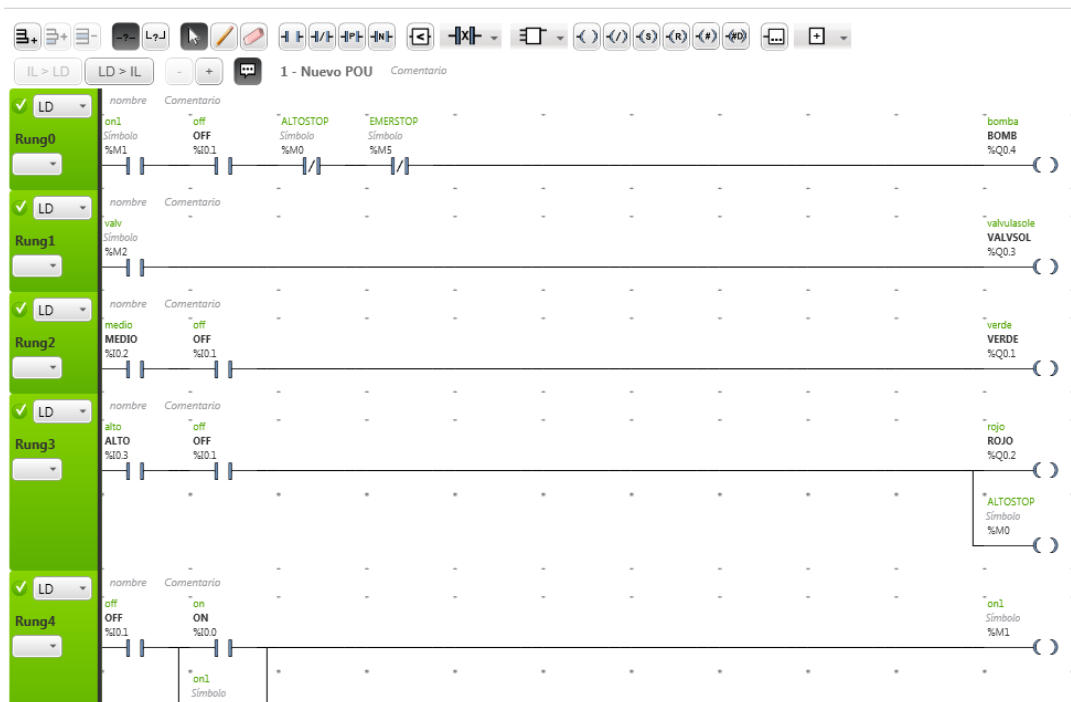 IL > LD LD > IL - + 1 - Nuevo POU Comentario
LD nombre Comentario
Rung0
on1 off ALTOSTOP EMERSTOP bomba
Símbolo OFF Símbolo Símbolo BOMB
%M1 %I0.1 %M0 %M5 %Q0.4
LD nombre Comentario
Rung1
valv valvulasole
Símbolo VALVSOL
%M2 %Q0.3
LD nombre Comentario
Rung2
medio off verde
MEDIO OFF VERDE
%I0.2 %I0.1 %Q0.1
LD nombre Comentario
Rung3
alto off rojo
ALTO OFF ROJO
%I0.3 %I0.1 %Q0.2
ALTOSTOP
Símbolo
%M0
LD nombre Comentario
Rung4
off on on1
OFF ON Símbolo
%I0.1 %I0.0 %M1
on1
Símbolo